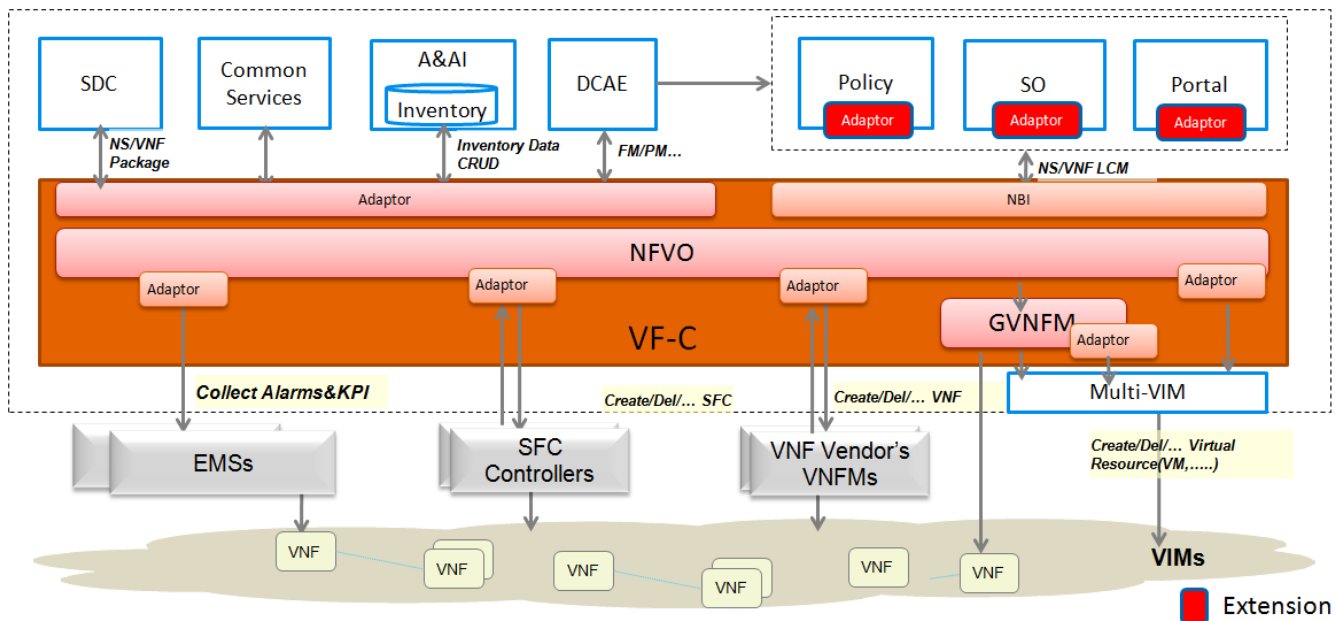 SDC
Common
Services
A&AI
Inventory
DCAE
Policy
Adaptor
SO
Adaptor
Portal
Adaptor
NS/VNF
Package
Inventory Data
CRUD
FM/PM...
NS/VNF LCM
Adaptor
NBI
NFVO
Adaptor
Adaptor
Adaptor
Adaptor
GVNFM
Adaptor
VF-C
Multi-VIM
Collect Alarms&KPI
Create/Del/... SFC
Create/Del/... VNF
Create/Del/... Virtual
Resource(VM,.....)
EMSs
SFC
Controllers
VNF Vendor's
VNFMs
VNF
VNF
VNF
VNF
VNF
VNF
VIMs
Extension